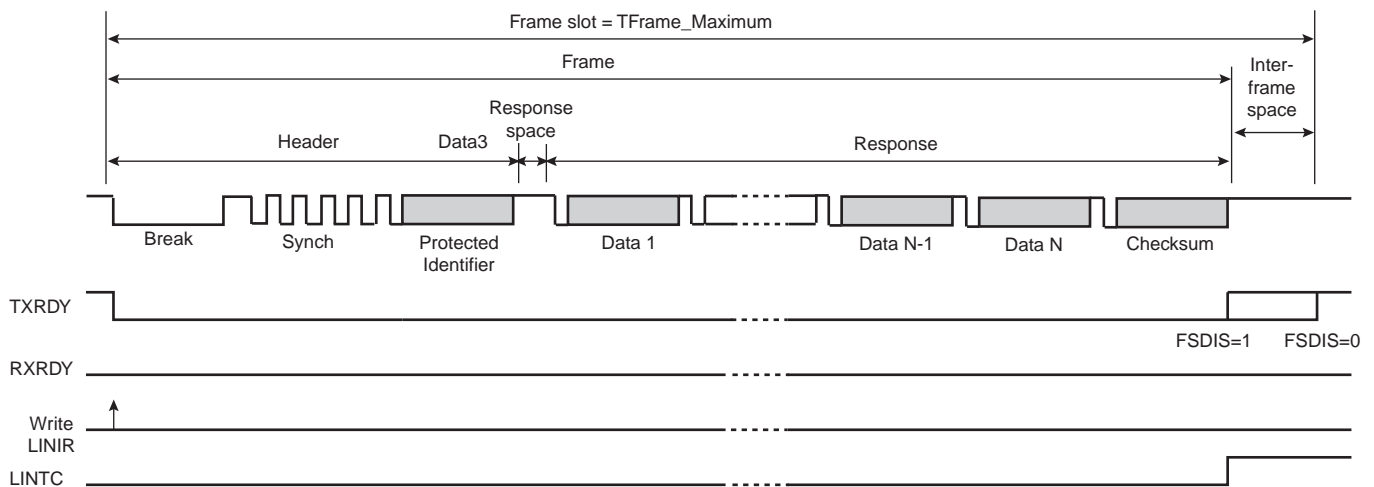 Frame slot = TFrame_Maximum
Frame
Inter-
frame
space
Response
space
Header
Data3
Response
Break
Synch
Protected
Identifier
Data 1
Data N-1
Data N
Checksum
TXRDY
FSDIS=1
FSDIS=0
RXRDY
Write
LINIR
LINTC